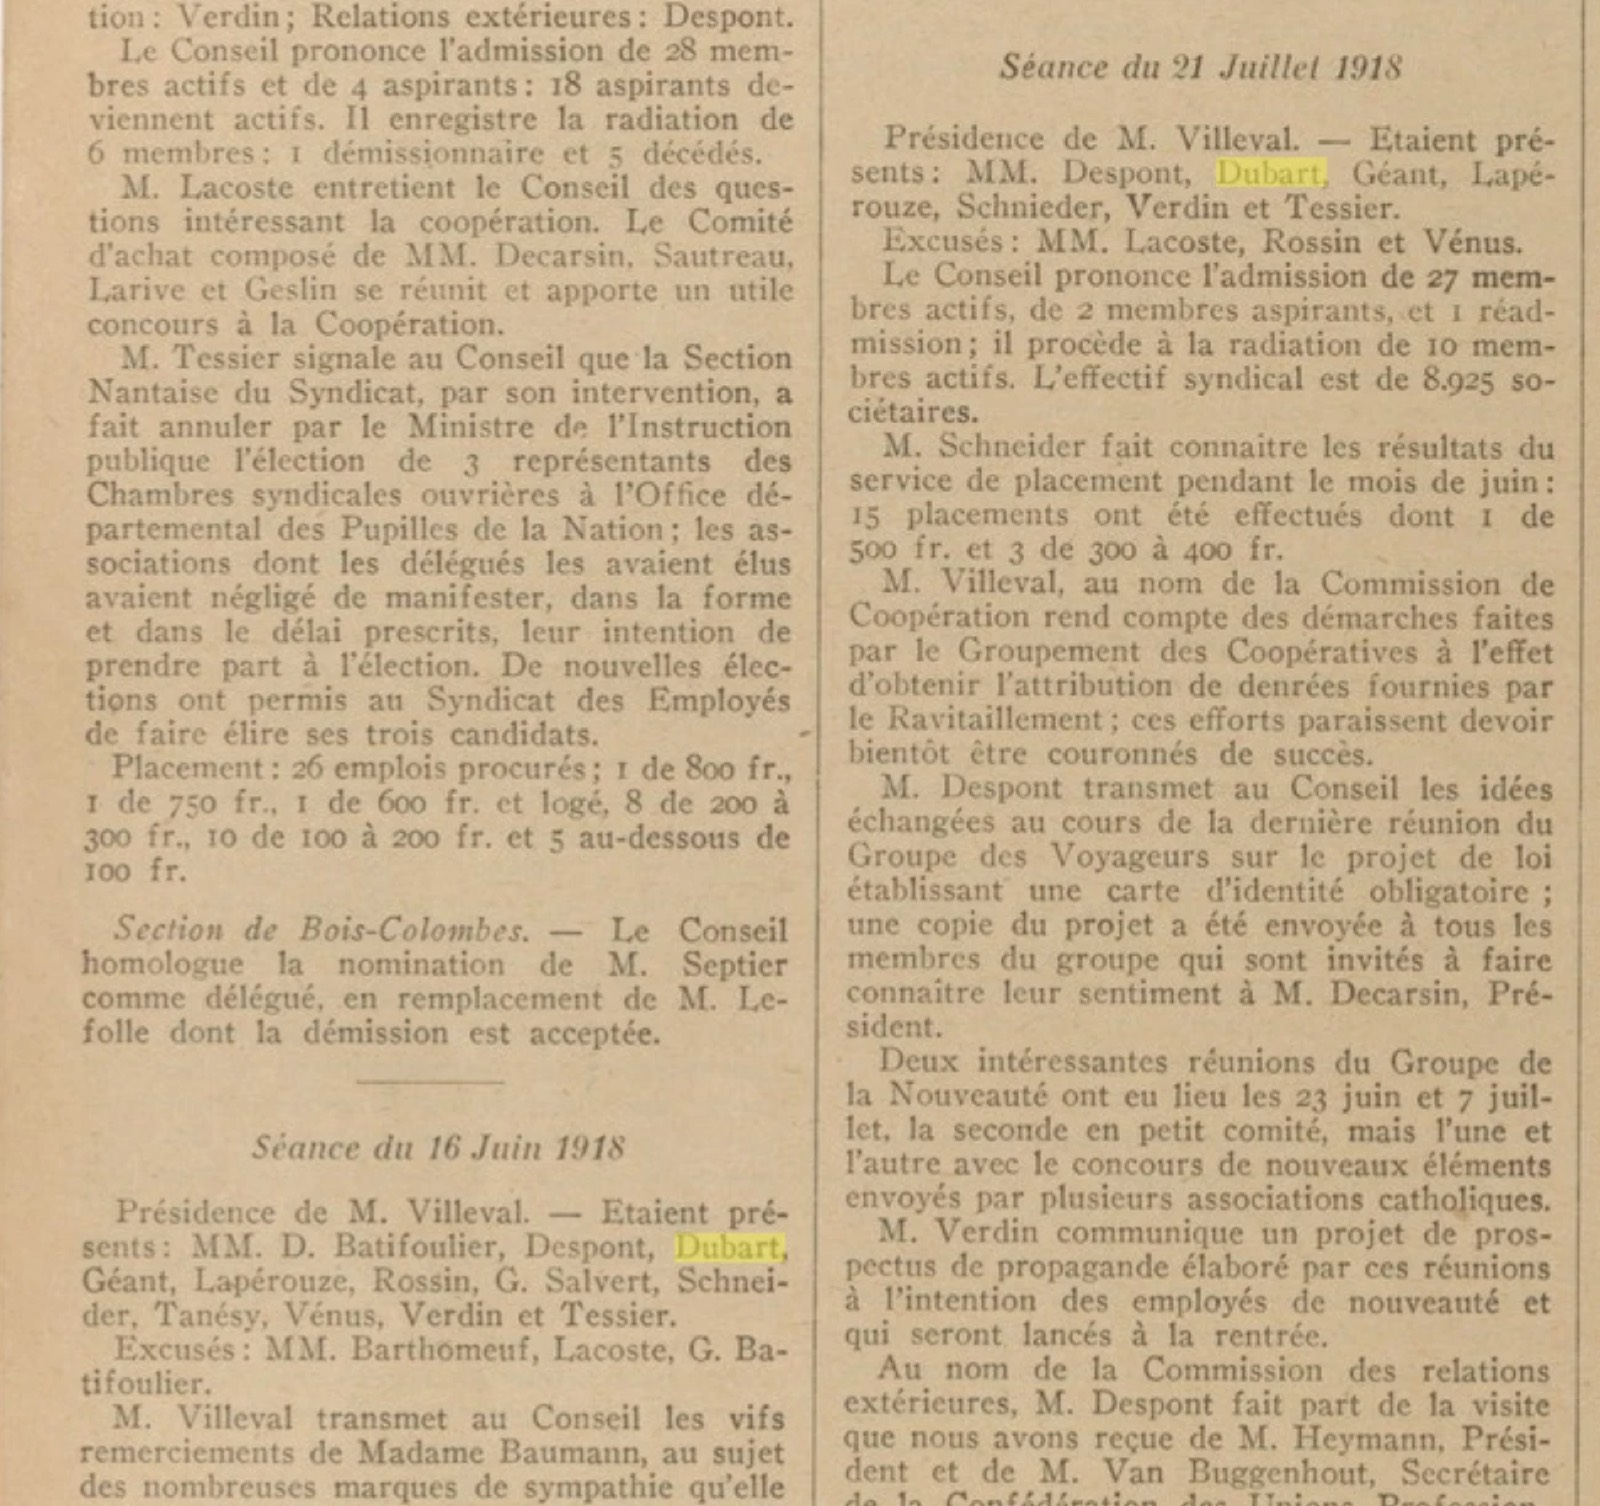 tion : Verdin ; Relations extérieures : Despont.
Le Conseil prononce l'admission de 28 mem-
bres actifs et de 4 aspirants : 18 aspirants de-
viennent actifs. Il enregistre la radiation de
6 membres : 1 démissionnaire et 5 décédés.
M. Lacoste entretient le Conseil des ques-
tions intéressant la coopération. Le Comité
d'achat composé de MM. Decarsin, Sautreau,
Larive et Geslin se réunit et apporte un utile
concours à la Coopération.
M. Tessier signale au Conseil que la Section
Nantaise du Syndicat, par son intervention, a
fait annuler par le Ministre de l'Instruction
publique l'élection de 3 représentants des
Chambres syndicales ouvrières à l'Office dé-
partemental des Pupilles de la Nation ; les as-
sociations dont les délégués les avaient élus
avaient négligé de manifester, dans la forme
et dans le délai prescrits, leur intention de
prendre part à l'élection. De nouvelles élec-
tions ont permis au Syndicat des Employés
de faire élire ses trois candidats.
Placement : 26 emplois procurés ; 1 de 800 fr.,
1 de 750 fr., 1 de 600 fr. et logé, 8 de 200 à
300 fr., 10 de 100 à 200 fr. et 5 au-dessous de
100 fr.
Section de Bois-Colombes. — Le Conseil
homologue la nomination de M. Septier
comme délégué, en remplacement de M. Le-
folle dont la démission est acceptée.
Séance du 16 Juin 1918
Présidence de M. Villeval. — Etaient pré-
sents : MM. D. Batifoulier, Despont, Dubart,
Géant, Lapérouze, Rossin, G. Salvert, Schnei-
der, Tanésy, Vénus, Verdin et Tessier.
Excusés : MM. Barthomeuf, Lacoste, G. Ba-
tifoulier.
M. Villeval transmet au Conseil les vifs
remerciements de Madame Baumann, au sujet
des nombreuses marques de sympathie qu'elle
Séance du 21 Juillet 1918
Présidence de M. Villeval. — Etaient pré-
sents : MM. Despont, Dubart, Géant, Lapé-
rouze, Schnieder, Verdin et Tessier.
Excusés : MM. Lacoste, Rossin et Vénus.
Le Conseil prononce l'admission de 27 mem-
bres actifs, de 2 membres aspirants, et 1 réad-
mission ; il procède à la radiation de 10 mem-
bres actifs. L'effectif syndical est de 8.925 so-
ciétaires.
M. Schneider fait connaitre les résultats du
service de placement pendant le mois de juin :
15 placements ont été effectués dont 1 de
500 fr. et 3 de 300 à 400 fr.
M. Villeval, au nom de la Commission de
Coopération rend compte des démarches faites
par le Groupement des Coopératives à l'effet
d'obtenir l'attribution de denrées fournies par
le Ravitaillement ; ces efforts paraissent devoir
bientôt être couronnés de succès.
M. Despont transmet au Conseil les idées
échangées au cours de la dernière réunion du
Groupe des Voyageurs sur le projet de loi
établissant une carte d'identité obligatoire ;
une copie du projet a été envoyée à tous les
membres du groupe qui sont invités à faire
connaître leur sentiment à M. Decarsin, Pré-
sident.
Deux intéressantes réunions du Groupe de
la Nouveauté ont eu lieu les 23 juin et 7 juil-
let, la seconde en petit comité, mais l'une et
l'autre avec le concours de nouveaux éléments
envoyés par plusieurs associations catholiques.
M. Verdin communique un projet de pros-
pectus de propagande élaboré par ces réunions
à l'intention des employés de nouveauté et
qui seront lancés à la rentrée.
Au nom de la Commission des relations
extérieures, M. Despont fait part de la visite
que nous avons reçue de M. Heymann, Prési-
dent et de M. Van Buggenhout, Secrétaire
de la Confédération des Unions